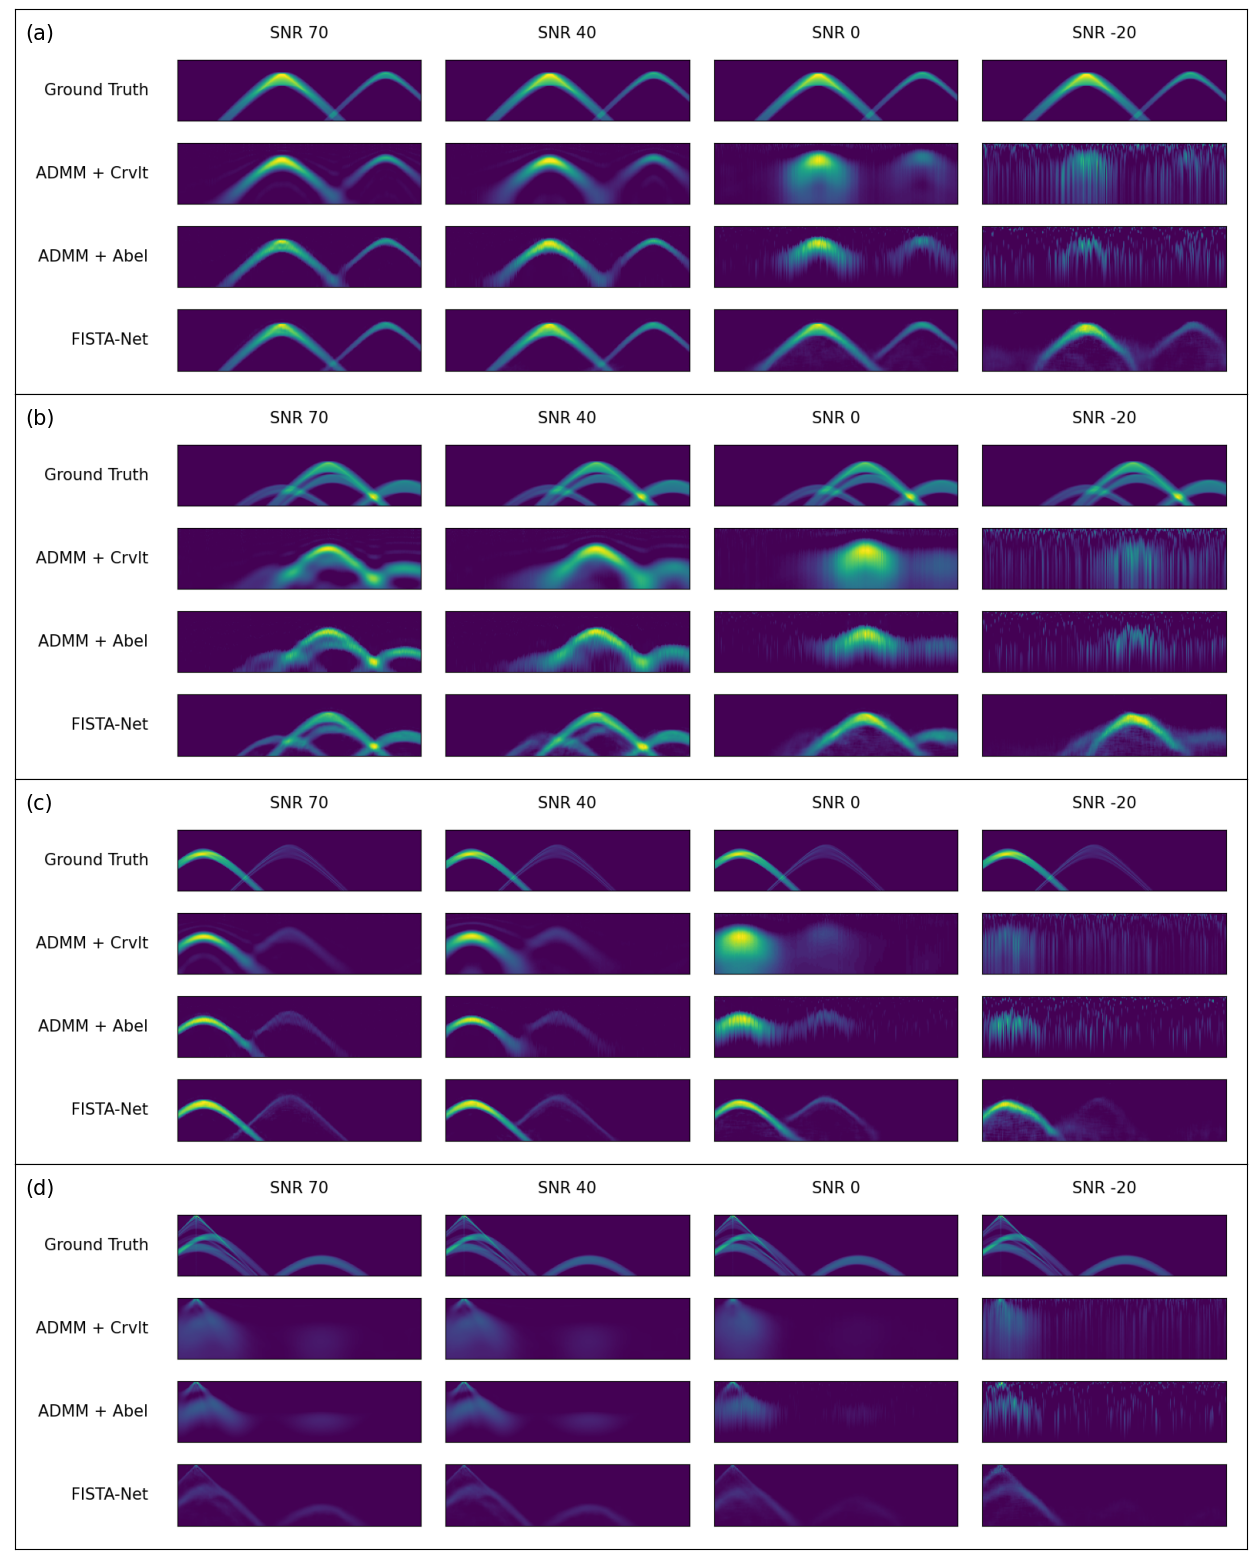 (a)
SNR 70 SNR 40 SNR 0 SNR -20
Ground Truth
ADMM + Crvlt
ADMM + Abel
FISTA-Net
(b)
SNR 70 SNR 40 SNR 0 SNR -20
Ground Truth
ADMM + Crvlt
ADMM + Abel
FISTA-Net
(c)
SNR 70 SNR 40 SNR 0 SNR -20
Ground Truth
ADMM + Crvlt
ADMM + Abel
FISTA-Net
(d)
SNR 70 SNR 40 SNR 0 SNR -20
Ground Truth
ADMM + Crvlt
ADMM + Abel
FISTA-Net